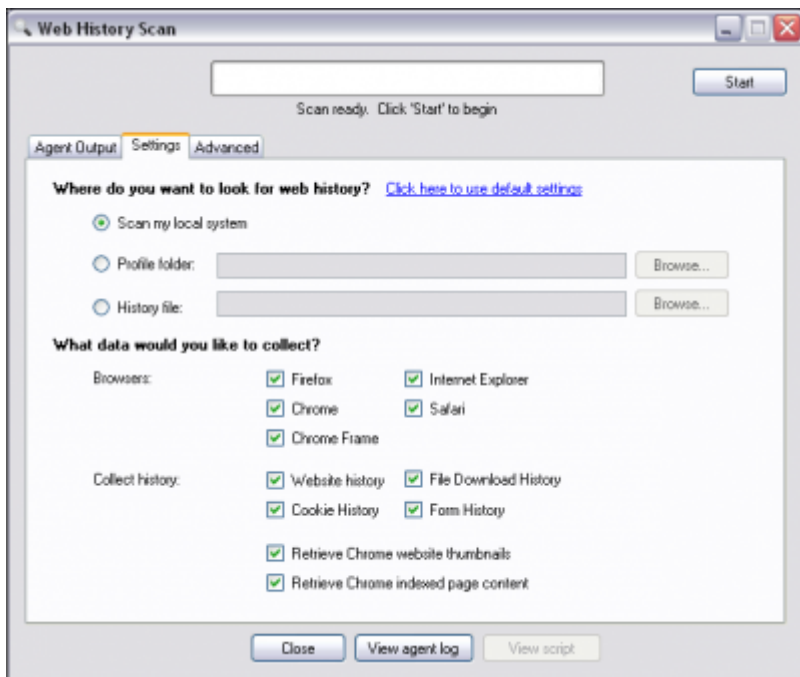 Web History Scan
Start
Scan ready. Click 'Start' to begin
Agent Output Settings Advanced
Where do you want to look for web history? Click here to use default settings
Scan my local system
Profile folder: Browse...
History file: Browse...
What data would you like to collect?
Browsers: Firefox Internet Explorer
Chrome Safari
Chrome Frame
Collect history: Website history File Download History
Cookie History Form History
Retrieve Chrome website thumbnails
Retrieve Chrome indexed page content
Close View agent log View script